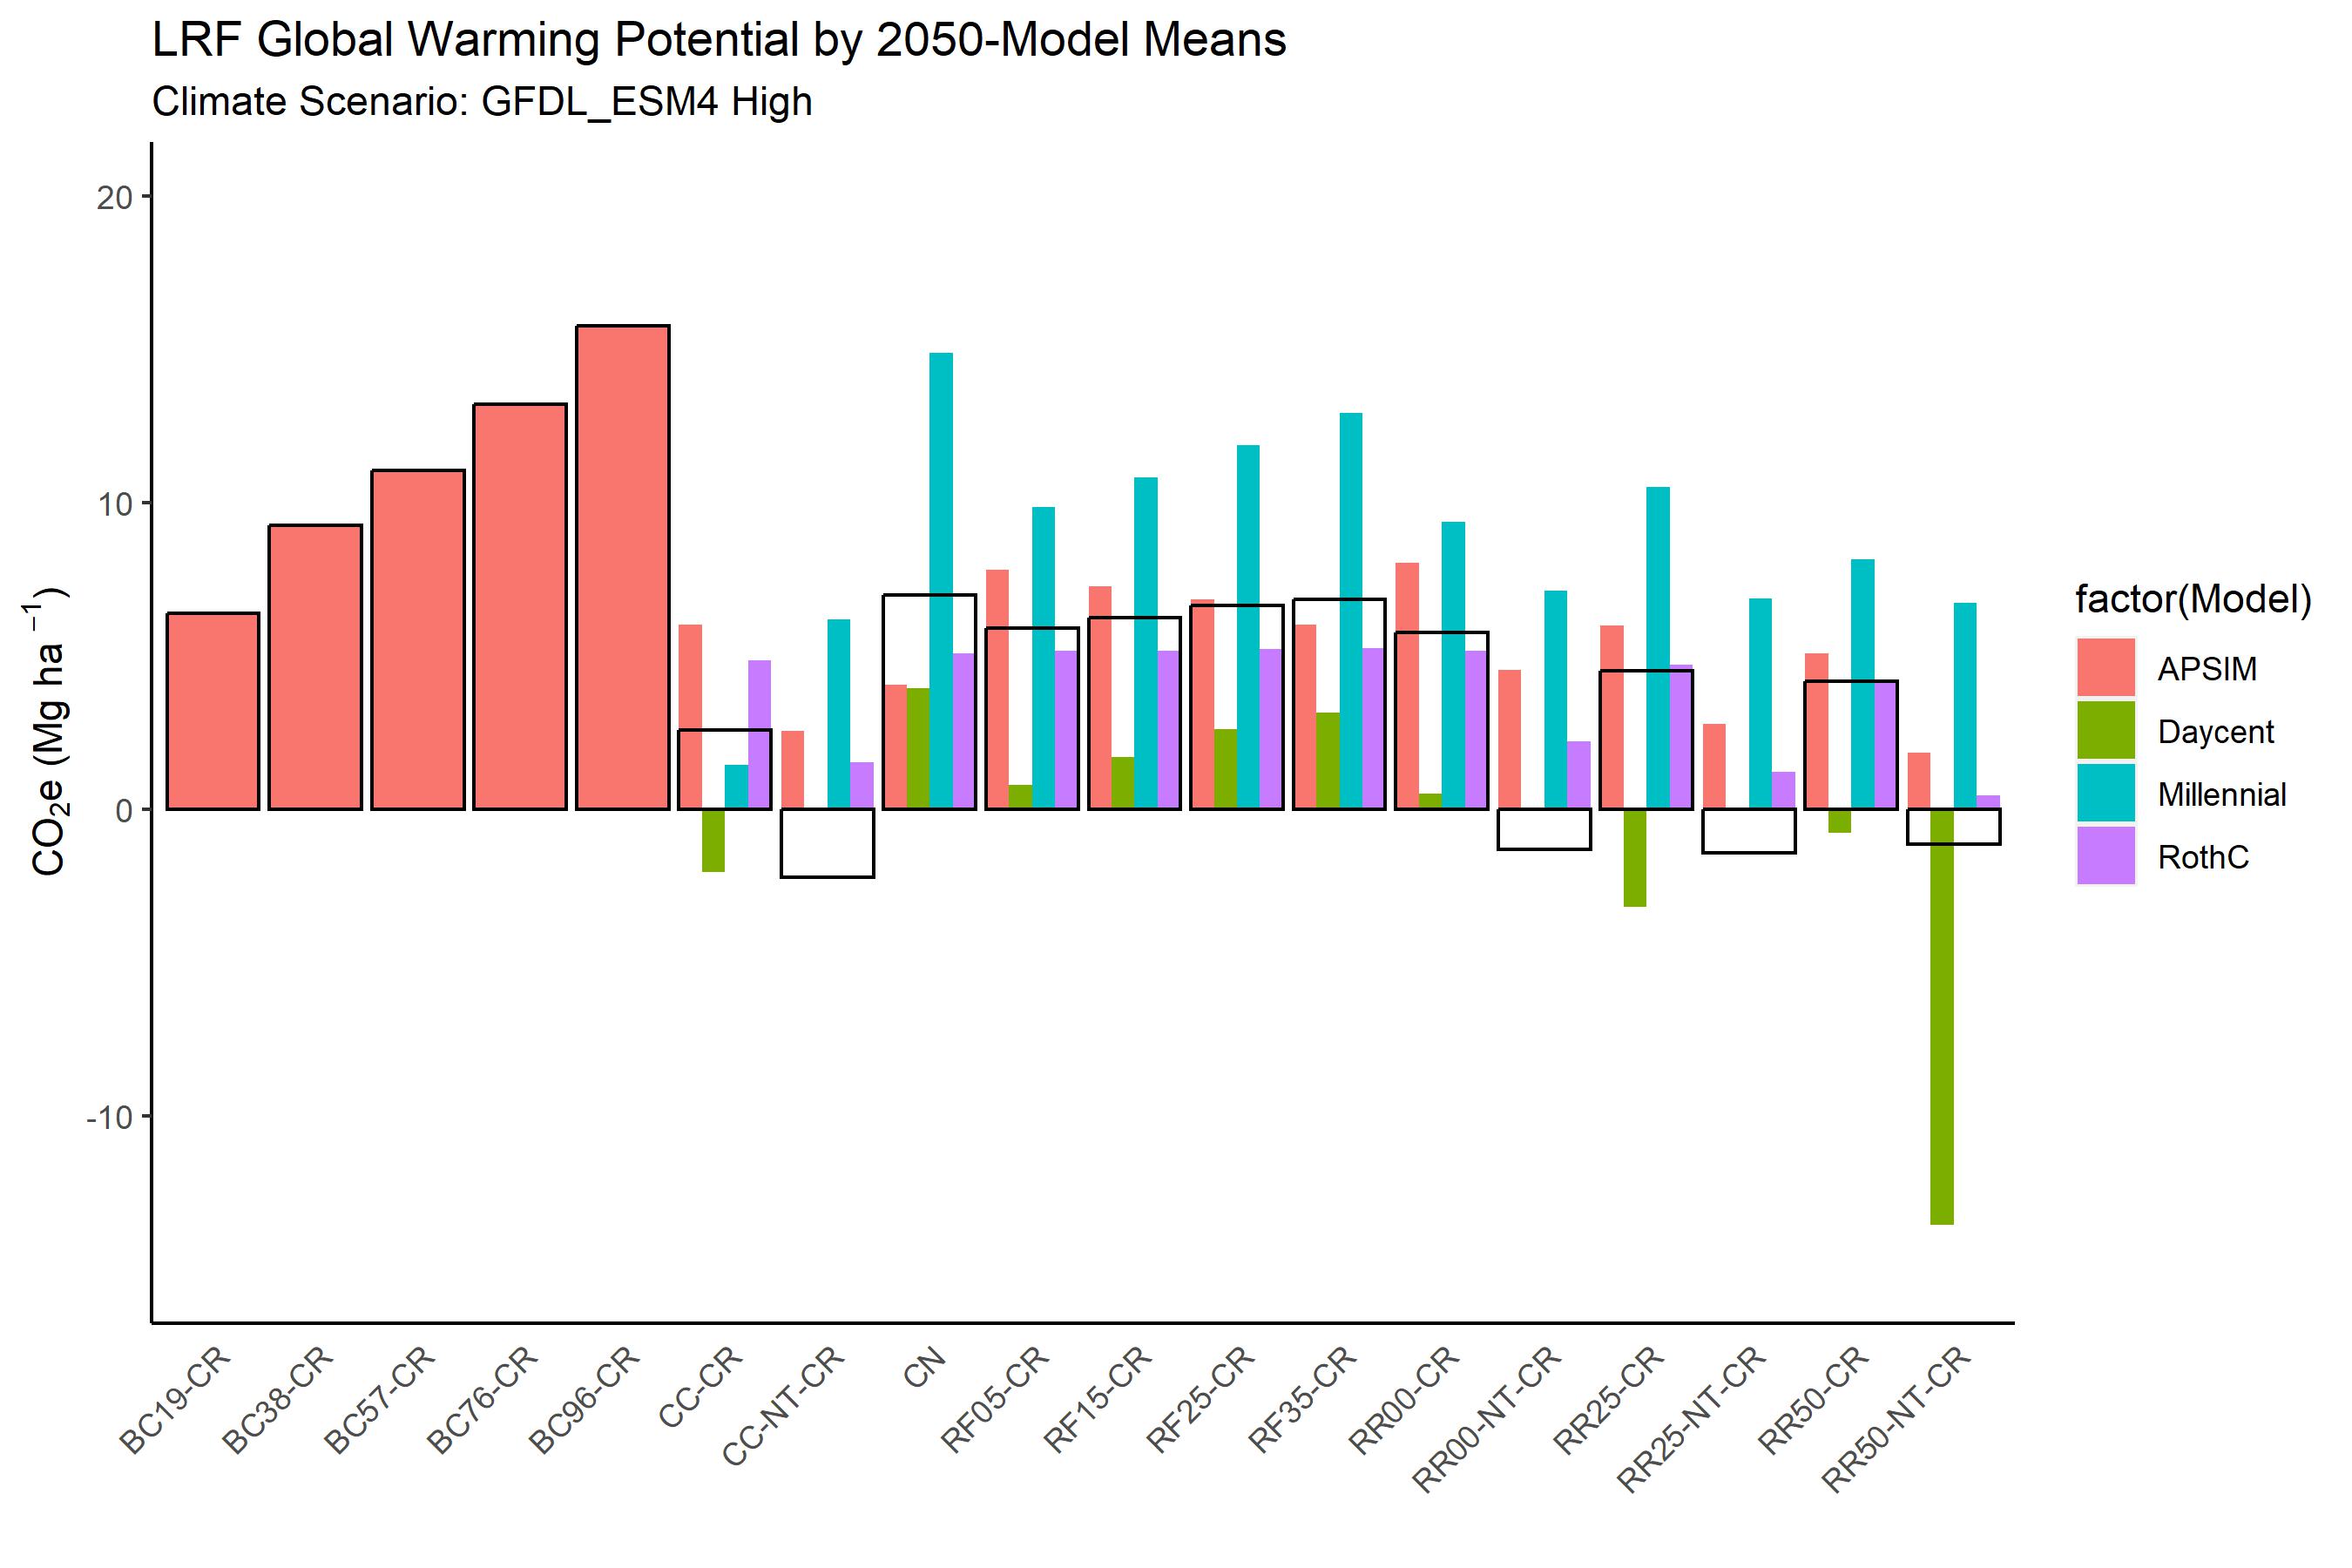 LRF Global Warming Potential by 2050-Model Means
Climate Scenario: GFDL_ESM4 High
CO₂e (Mg ha ⁻¹)
20
10
0
-10
BC19-CR
BC38-CR
BC57-CR
BC76-CR
BC96-CR
CC-CR
CC-NT-CR
CN
RF05-CR
RF15-CR
RF25-CR
RF35-CR
RR00-CR
RR00-NT-CR
RR25-CR
RR25-NT-CR
RR50-CR
RR50-NT-CR
factor(Model)
APSIM
Daycent
Millennial
RothC